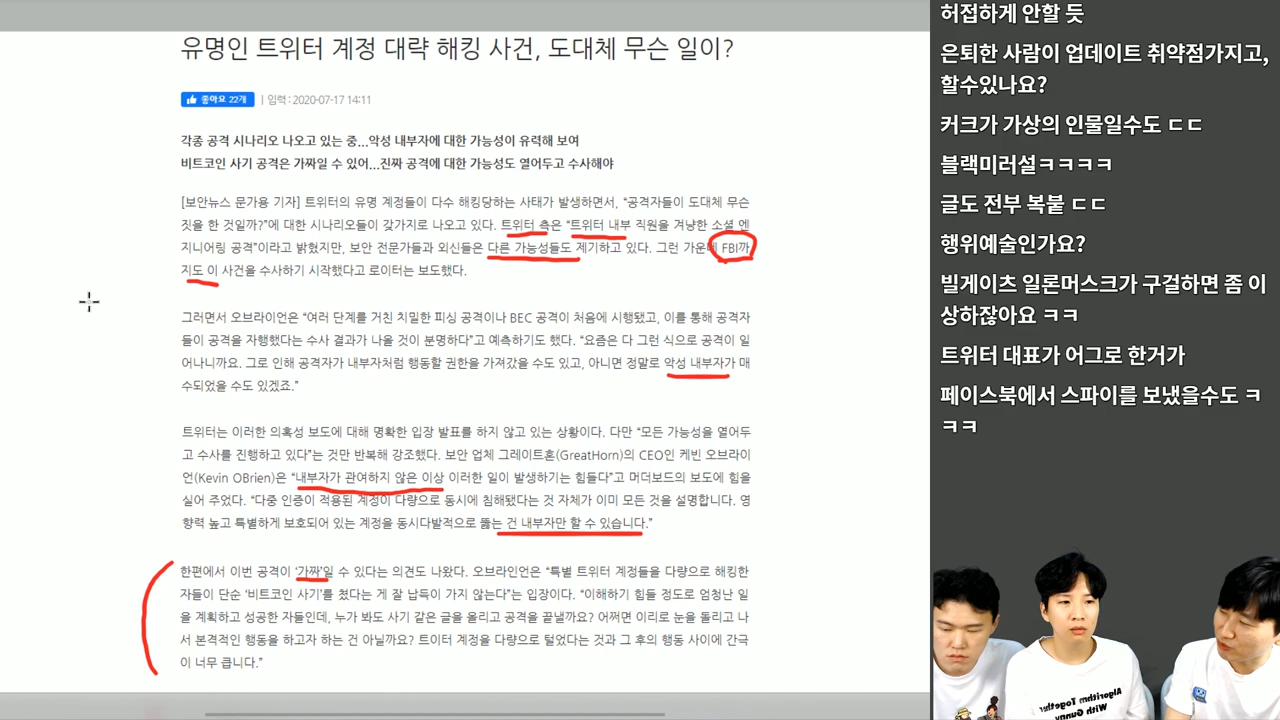 유명인 트위터 계정 대략 해킹 사건, 도대체 무슨 일이?
좋아요 22개 | 입력 : 2020-07-17 14:11
각종 공격 시나리오 나오고 있는 중...악성 내부자에 대한 가능성이 유력해 보여
비트코인 사기 공격은 가짜일 수 있어...진짜 공격에 대한 가능성도 열어두고 수사해야
[보안뉴스 문가용 기자] 트위터의 유명 계정들이 다수 해킹당하는 사태가 발생하면서, “공격자들이 도대체 무슨
짓을 한 것일까?”에 대한 시나리오들이 갖가지로 나오고 있다. 트위터 측은 “트위터 내부 직원을 겨냥한 소셜 엔
지니어링 공격”이라고 밝혔지만, 보안 전문가들과 외신들은 다른 가능성들도 제기하고 있다. 그런 가운데 FBI까
지도 이 사건을 수사하기 시작했다고 로이터는 보도했다.
그러면서 오브라이언은 “여러 단계를 거친 치밀한 피싱 공격이나 BEC 공격이 처음에 시행됐고, 이를 통해 공격자
들이 공격을 자행했다는 수사 결과가 나올 것이 분명하다”고 예측하기도 했다. “요즘은 다 그런 식으로 공격이 일
어나니까요. 그로 인해 공격자가 내부자처럼 행동할 권한을 가져갔을 수도 있고, 아니면 정말로 악성 내부자가 매
수되었을 수도 있겠죠.”
트위터는 이러한 의혹성 보도에 대해 명확한 입장 발표를 하지 않고 있는 상황이다. 다만 “모든 가능성을 열어두
고 수사를 진행하고 있다”는 것만 반복해 강조했다. 보안 업체 그레이트혼(GreatHorn)의 CEO인 케빈 오브라이
언(Kevin OBrien)은 “내부자가 관여하지 않은 이상 이러한 일이 발생하기는 힘들다”고 머더보드의 보도에 힘을
실어 주었다. “다중 인증이 적용된 계정이 다량으로 동시에 침해됐다는 것 자체가 이미 모든 것을 설명합니다. 영
향력 높고 특별하게 보호되어 있는 계정을 동시다발적으로 뚫는 건 내부자만 할 수 있습니다.”
한편에서 이번 공격이 ‘가짜’일 수 있다는 의견도 나왔다. 오브라인언은 “특별 트위터 계정들을 다량으로 해킹한
자들이 단순 ‘비트코인 사기’를 쳤다는 게 잘 납득이 가지 않는다”는 입장이다. “이해하기 힘들 정도로 엄청난 일
을 계획하고 성공한 자들인데, 누가 봐도 사기 같은 글을 올리고 공격을 끝낼까요? 어쩌면 이리로 눈을 돌리고 나
서 본격적인 행동을 하고자 하는 건 아닐까요? 트이터 계정을 다량으로 털었다는 것과 그 후의 행동 사이에 간극
이 너무 큽니다.”
허접하게 안할 듯
은퇴한 사람이 업데이트 취약점가지고,
할수있나요?
커크가 가상의 인물일수도 ㄷㄷ
블랙미러설ㅋㅋㅋㅋ
글도 전부 복붙 ㄷㄷ
행위예술인가요?
빌게이츠 일론머스크가 구걸하면 좀 이
상하잖아요 ㅋㅋ
트위터 대표가 어그로 한거가
페이스북에서 스파이를 보냈을수도 ㅋ
ㅋㅋ
Algorithm Together
With Gunny